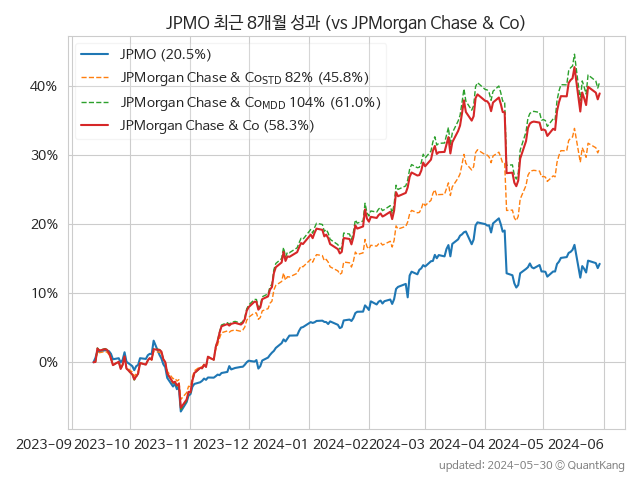 JPMO 최근 8개월 성과 (vs JPMorgan Chase & Co)
JPMO (20.5%)
JPMorgan Chase & CoSTD 82% (45.8%)
JPMorgan Chase & CoMDD 104% (61.0%)
JPMorgan Chase & Co (58.3%)
40%
30%
20%
10%
0%
2023-09 2023-10 2023-11 2023-12 2024-01 2024-02 2024-03 2024-04 2024-05 2024-06
updated: 2024-05-30 © QuantKang